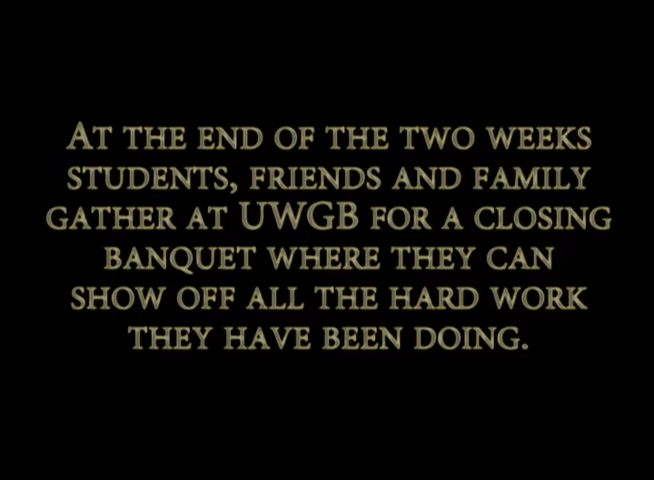 At the end of the two weeks
students, friends and family
gather at UWGB for a closing
banquet where they can
show off all the hard work
they have been doing.